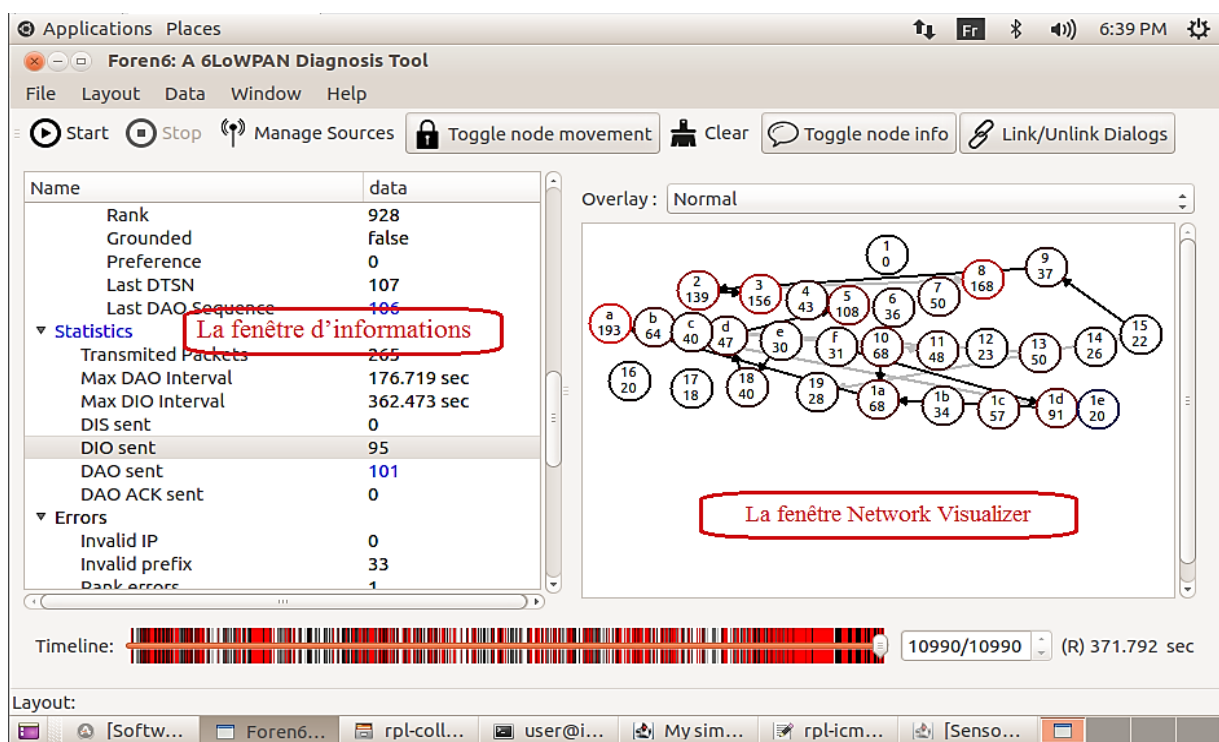 Applications Places
Fr
6:39 PM
Foren6: A 6LoWPAN Diagnosis Tool
File Layout Data Window Help
Start Stop Manage Sources Toggle node movement Clear Toggle node info Link/Unlink Dialogs
Name data
Rank 928
Grounded false
Preference 0
Last DTSN 107
Last DAO Sequence 106
Statistics
La fenêtre d'informations
Transmited Packets 265
Max DAO Interval 176.719 sec
Max DIO Interval 362.473 sec
DIS sent 0
DIO sent 95
DAO sent 101
DAO ACK sent 0
Errors
Invalid IP 0
Invalid prefix 33
Rank errors 1
Overlay : Normal
1
0
9
37
8
168
2
139
3
156
4
43
5
108
6
36
7
50
a
193
b
64
c
40
d
47
e
30
f
31
10
68
11
48
12
23
13
50
14
26
15
22
16
20
17
18
18
40
19
28
1a
68
1b
34
1c
57
1d
91
1e
20
La fenêtre Network Visualizer
Timeline: 10990/10990 (R) 371.792 sec
Layout:
[Softw... Foren6... rpl-coll... user@i... My sim... rpl-icm... [Senso...